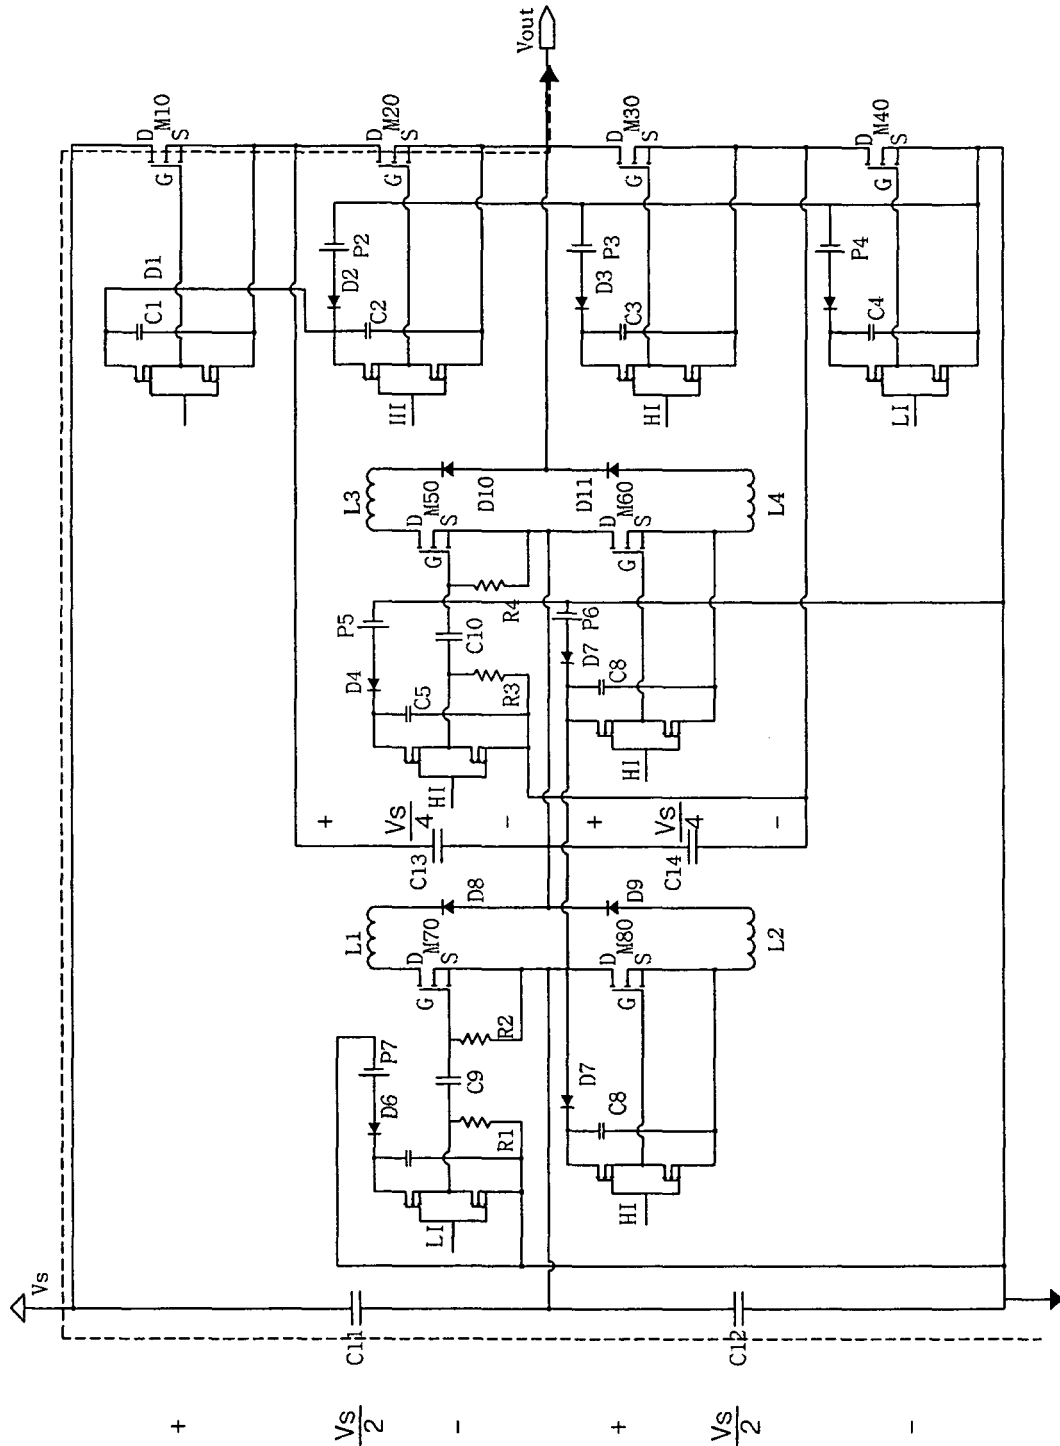 Vs
Vout
D
M10
S
G
D1
C1
D
M20
S
G
P2
D2
C2
HI
D
M30
S
G
P3
D3
C3
HI
D
M40
S
G
P4
C4
LI
L3
D
M50
S
G
D10
D11
D
M60
S
G
L4
P5
D4
C5
C10
R4
R3
HI
P6
D7
C8
HI
+
Vs
4
-
C13
+
Vs
4
-
C14
L1
D
M70
S
G
D8
D9
D
M80
S
G
L2
P7
D6
C9
R2
R1
LI
D7
C8
HI
C11
C12
+
Vs
2
-
+
Vs
2
-